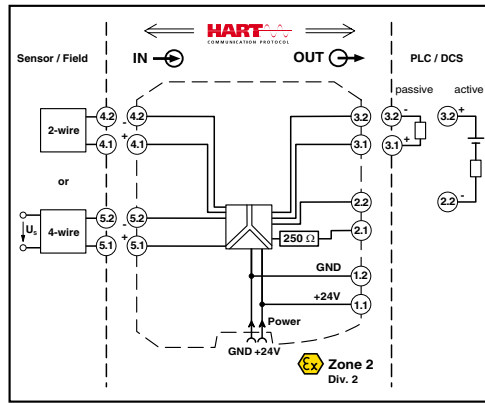 HART
COMMUNICATION PROTOCOL
Sensor / Field
IN
OUT
PLC / DCS
passive active
4.2 4.2 - 3.2 3.2 - 3.2 +
2-wire
4.1 + 4.1 3.1 3.1 +
or
5.2 5.2 - 2.2 2.2 -
Us 4-wire
5.1 + 5.1 250 Ω 2.1
GND 1.2
+24V 1.1
Power
GND +24V
Ex Zone 2
Div. 2